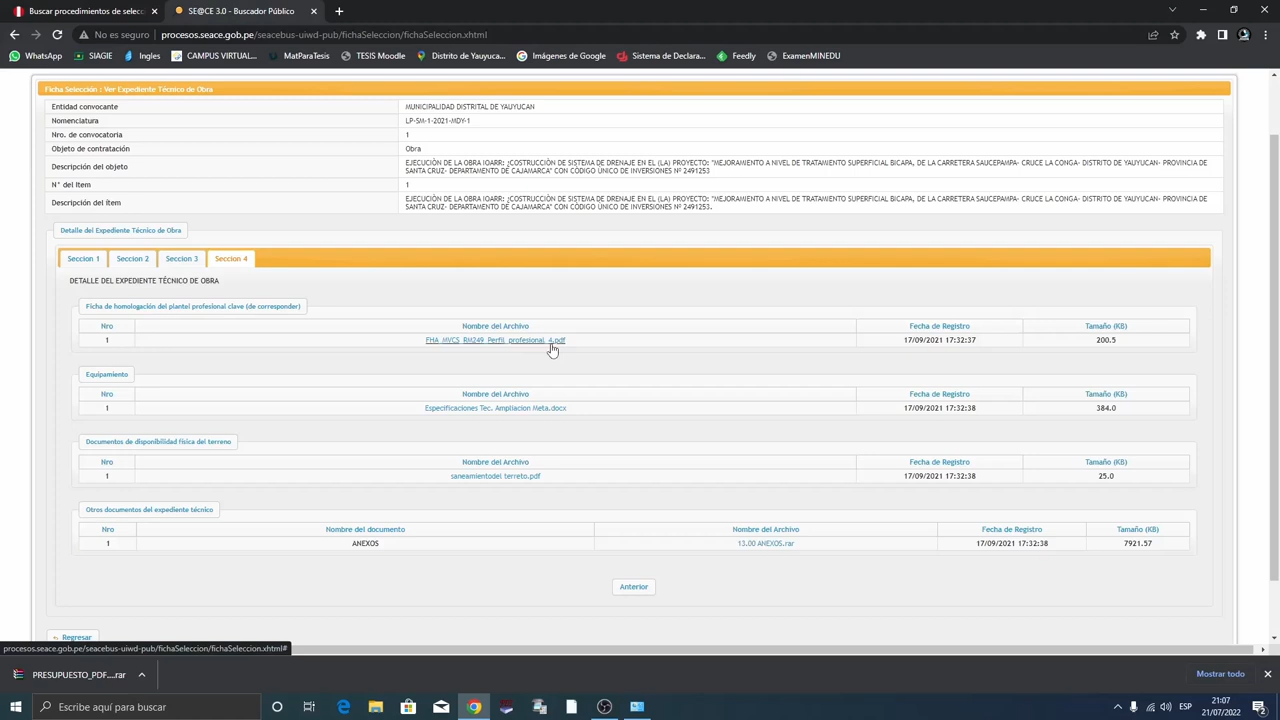 Buscar procedimientos de selecc
SE@CE 3.0 - Buscador Público
No es seguro
procesos.seace.gob.pe/seacebus-uiwd-pub/fichaSeleccion/fichaSeleccion.xhtml
WhatsApp
SIAGIE
Ingles
CAMPUS VIRTUAL:...
MatParaTesis
TESIS Moodle
Distrito de Yauyuca...
Imágenes de Google
Sistema de Declara...
Feedly
ExamenMINEDU
Ficha Selección : Ver Expediente Técnico de Obra
Entidad convocante MUNICIPALIDAD DISTRITAL DE YAUYUCAN
Nomenclatura LP-SM-1-2021-MDY-1
Nro. de convocatoria 1
Objeto de contratación Obra
Descripción del objeto EJECUCIÓN DE LA OBRA IOARR: ¿COSTRUCCIÓN DE SISTEMA DE DRENAJE EN EL (LA) PROYECTO: "MEJORAMIENTO A NIVEL DE TRATAMIENTO SUPERFICIAL BICAPA, DE LA CARRETERA SAUCEPAMPA- CRUCE LA CONGA- DISTRITO DE YAUYUCAN- PROVINCIA DE
SANTA CRUZ- DEPARTAMENTO DE CAJAMARCA" CON CÓDIGO ÚNICO DE INVERSIONES Nº 2491253
N° del Item 1
Descripción del ítem EJECUCIÓN DE LA OBRA IOARR: ¿COSTRUCCIÓN DE SISTEMA DE DRENAJE EN EL (LA) PROYECTO: "MEJORAMIENTO A NIVEL DE TRATAMIENTO SUPERFICIAL BICAPA, DE LA CARRETERA SAUCEPAMPA- CRUCE LA CONGA- DISTRITO DE YAUYUCAN- PROVINCIA DE
SANTA CRUZ- DEPARTAMENTO DE CAJAMARCA" CON CÓDIGO ÚNICO DE INVERSIONES Nº 2491253.
Detalle del Expediente Técnico de Obra
Seccion 1 Seccion 2 Seccion 3 Seccion 4
DETALLE DEL EXPEDIENTE TÉCNICO DE OBRA
Ficha de homologación del plantel profesional clave (de corresponder)
Nro Nombre del Archivo Fecha de Registro Tamaño (KB)
1 FHA_MVCS_RM249_Perfil_profesional_4.pdf 17/09/2021 17:32:37 200.5
Equipamiento
Nro Nombre del Archivo Fecha de Registro Tamaño (KB)
1 Especificaciones Tec. Ampliacion Meta.docx 17/09/2021 17:32:38 384.0
Documentos de disponibilidad física del terreno
Nro Nombre del Archivo Fecha de Registro Tamaño (KB)
1 saneamientodel terreto.pdf 17/09/2021 17:32:38 25.0
Otros documentos del expediente técnico
Nro Nombre del documento Nombre del Archivo Fecha de Registro Tamaño (KB)
1 ANEXOS 13.00 ANEXOS.rar 17/09/2021 17:32:38 7921.57
Anterior
Regresar
procesos.seace.gob.pe/seacebus-uiwd-pub/fichaSeleccion/fichaSeleccion.xhtml#
PRESUPUESTO_PDF....rar
Mostrar todo
Escribe aquí para buscar
ESP
21:07
21/07/2022